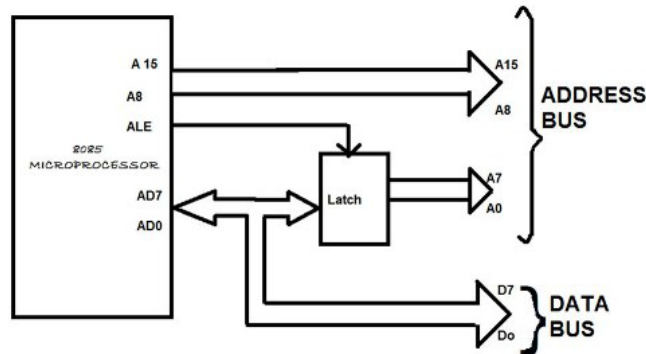 A 15
A8
ALE
8085
MICROPROCESSOR
AD7
AD0
Latch
A15
A8
A7
A0
ADDRESS
BUS
D7
Do
DATA
BUS